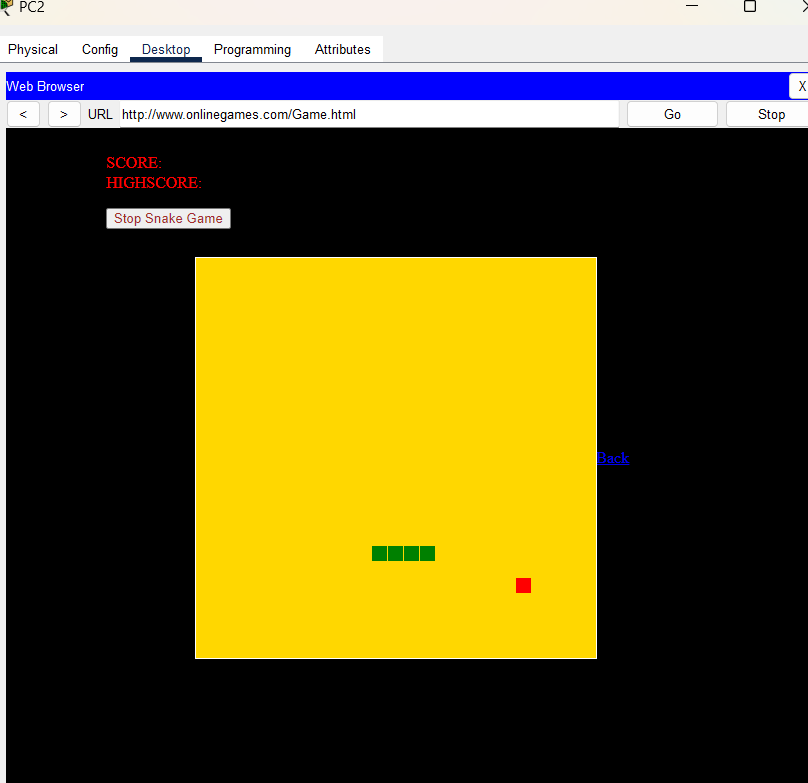 PC2
Physical Config Desktop Programming Attributes
Web Browser X
< > URL http://www.onlinegames.com/Game.html Go Stop
SCORE:
HIGHSCORE:
Stop Snake Game
Back